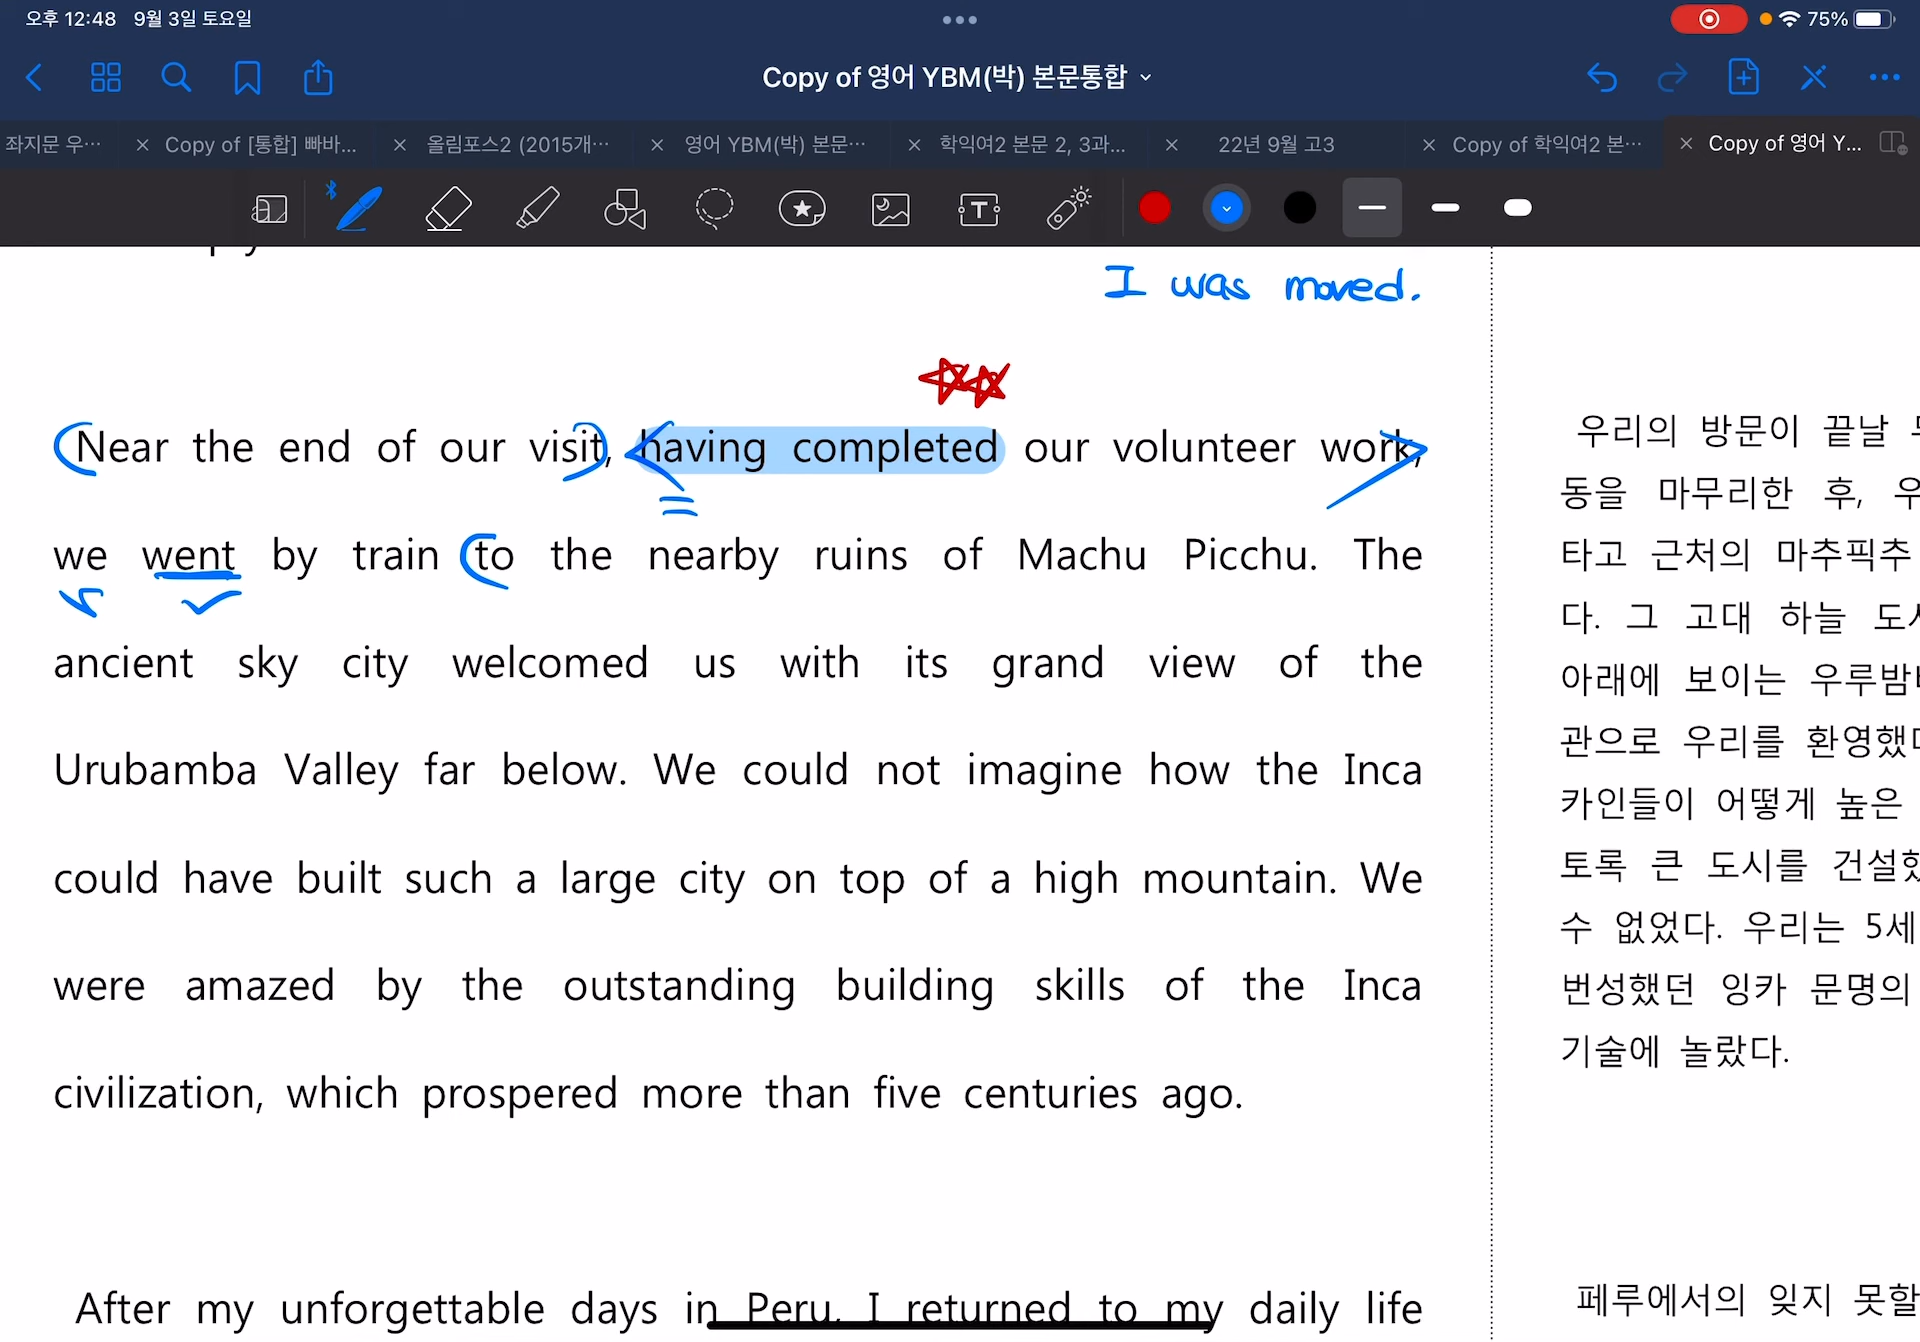 오후 12:48 9월 3일 토요일
75%
Copy of 영어 YBM(박) 본문통합
좌지문 우… Copy of [통합] 빠바… 올림포스2 (2015개… 영어 YBM(박) 본문… 학익여2 본문 2, 3과… 22년 9월 고3 Copy of 학익여2 본… Copy of 영어 Y…
I was moved.
Near the end of our visit, having completed our volunteer work,
we went by train to the nearby ruins of Machu Picchu. The
ancient sky city welcomed us with its grand view of the
Urubamba Valley far below. We could not imagine how the Inca
could have built such a large city on top of a high mountain. We
were amazed by the outstanding building skills of the Inca
civilization, which prospered more than five centuries ago.
After my unforgettable days in Peru, I returned to my daily life
우리의 방문이 끝날
동을 마무리한 후,
타고 근처의 마추픽추
다. 그 고대 하늘
아래에 보이는
관으로 우리를
카인들이 어떻게 높은
토록 큰 도시를
수 없었다. 우리는 5세
번성했던 잉카 문명의
기술에 놀랐다.
페루에서의 잊지 못할